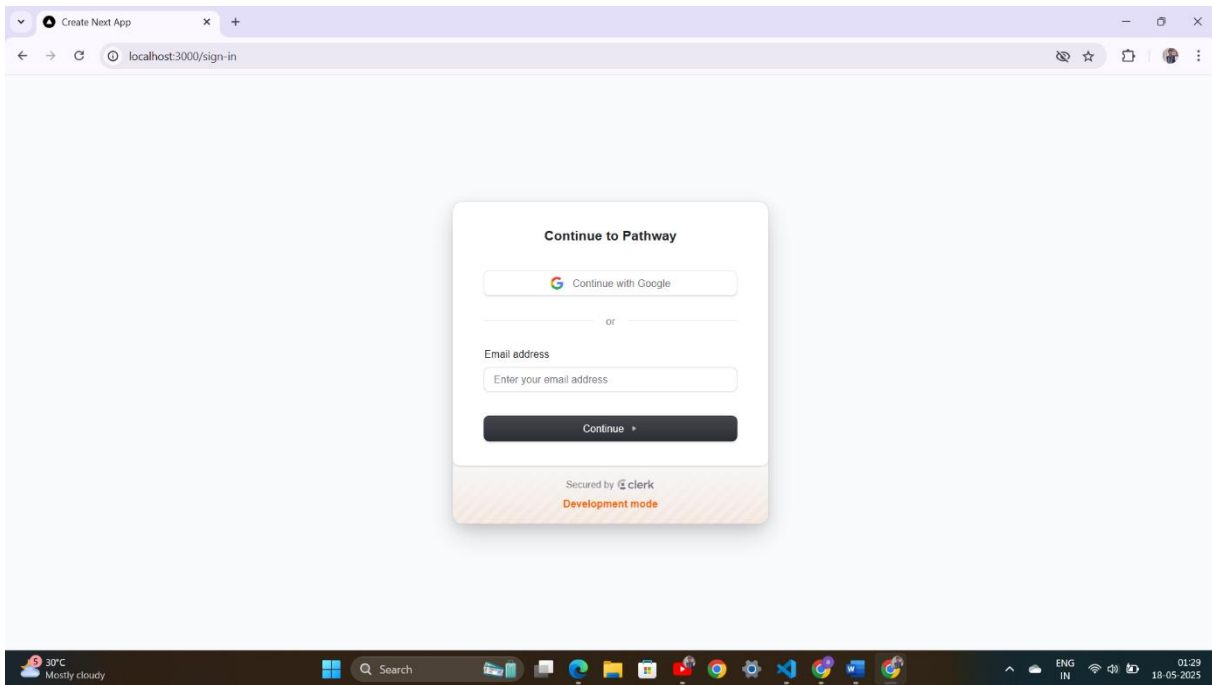 Create Next App
localhost:3000/sign-in
Continue to Pathway
Continue with Google
or
Email address
Enter your email address
Continue
Secured by clerk
Development mode
5
30°C
Mostly cloudy
Search
ENG
IN
01:29
18-05-2025